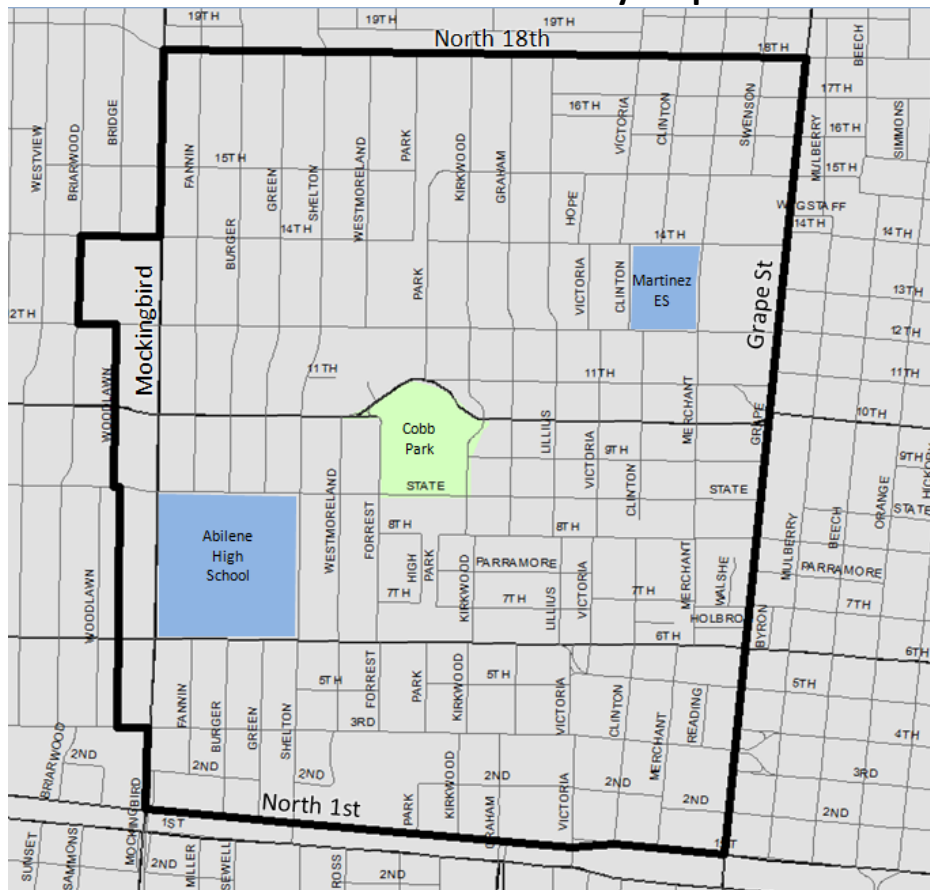 19TH
19TH
19TH
North 18th
18TH
BEECH
17TH
16TH
VICTORIA
CLINTON
SWENSON
MULBERRY
16TH
SIMMONS
WESTVIEW
BRIARWOOD
BRIDGE
FANNIN
15TH
GREEN
SHELTON
WESTMORELAND
PARK
KIRKWOOD
GRAHAM
15TH
HOPE
WAGSTAFF
BURGER
14TH
14TH
14TH
14TH
Mockingbird
PARK
VICTORIA
CLINTON
Martinez
ES
Grape St
13TH
2TH
12TH
11TH
11TH
11TH
WOODLAWN
Cobb
Park
LILLIUS
MERCHANT
GRAPE
10TH
VICTORIA
9TH
CLINTON
9TH
HICKORY
STATE
STATE
ORANGE
STATE
WESTMORELAND
FORREST
8TH
8TH
BEECH
MULBERRY
Abilene
High
School
HIGH
PARK
KIRKWOOD
PARRAMORE
LILLIUS
VICTORIA
MERCHANT
WALSHE
PARRAMORE
WOODLAWN
7TH
7TH
7TH
7TH
HOLBRO
BYRON
6TH
6TH
FANNIN
BURGER
GREEN
SHELTON
5TH
FORREST
PARK
KIRKWOOD
5TH
VICTORIA
CLINTON
MERCHANT
READING
5TH
3RD
4TH
BRIARWOOD
2ND
2ND
2ND
2ND
2ND
2ND
3RD
2ND
MOCKINGBIRD
North 1st
PARK
KIRKWOOD
GRAHAM
VICTORIA
1ST
1ST
SUNSET
SAMMONS
2ND
MILLER
SEWELL
ROSS